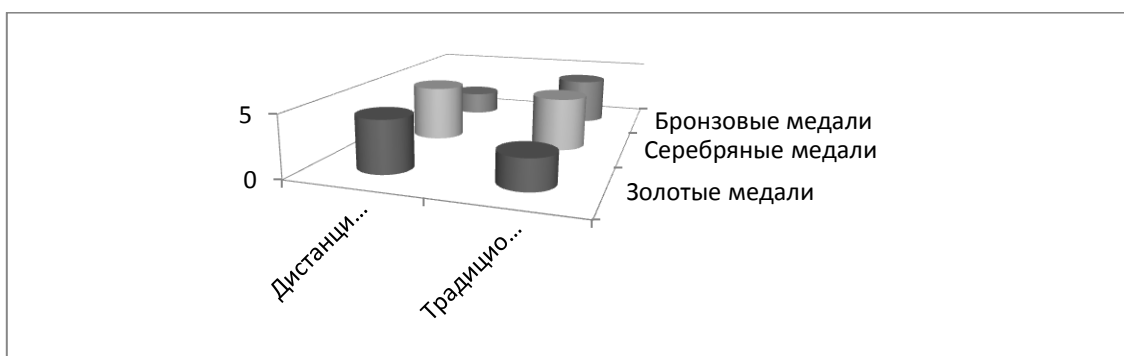 5
0
Бронзовые медали
Серебряные медали
Золотые медали
Дистанци...
Традицио...